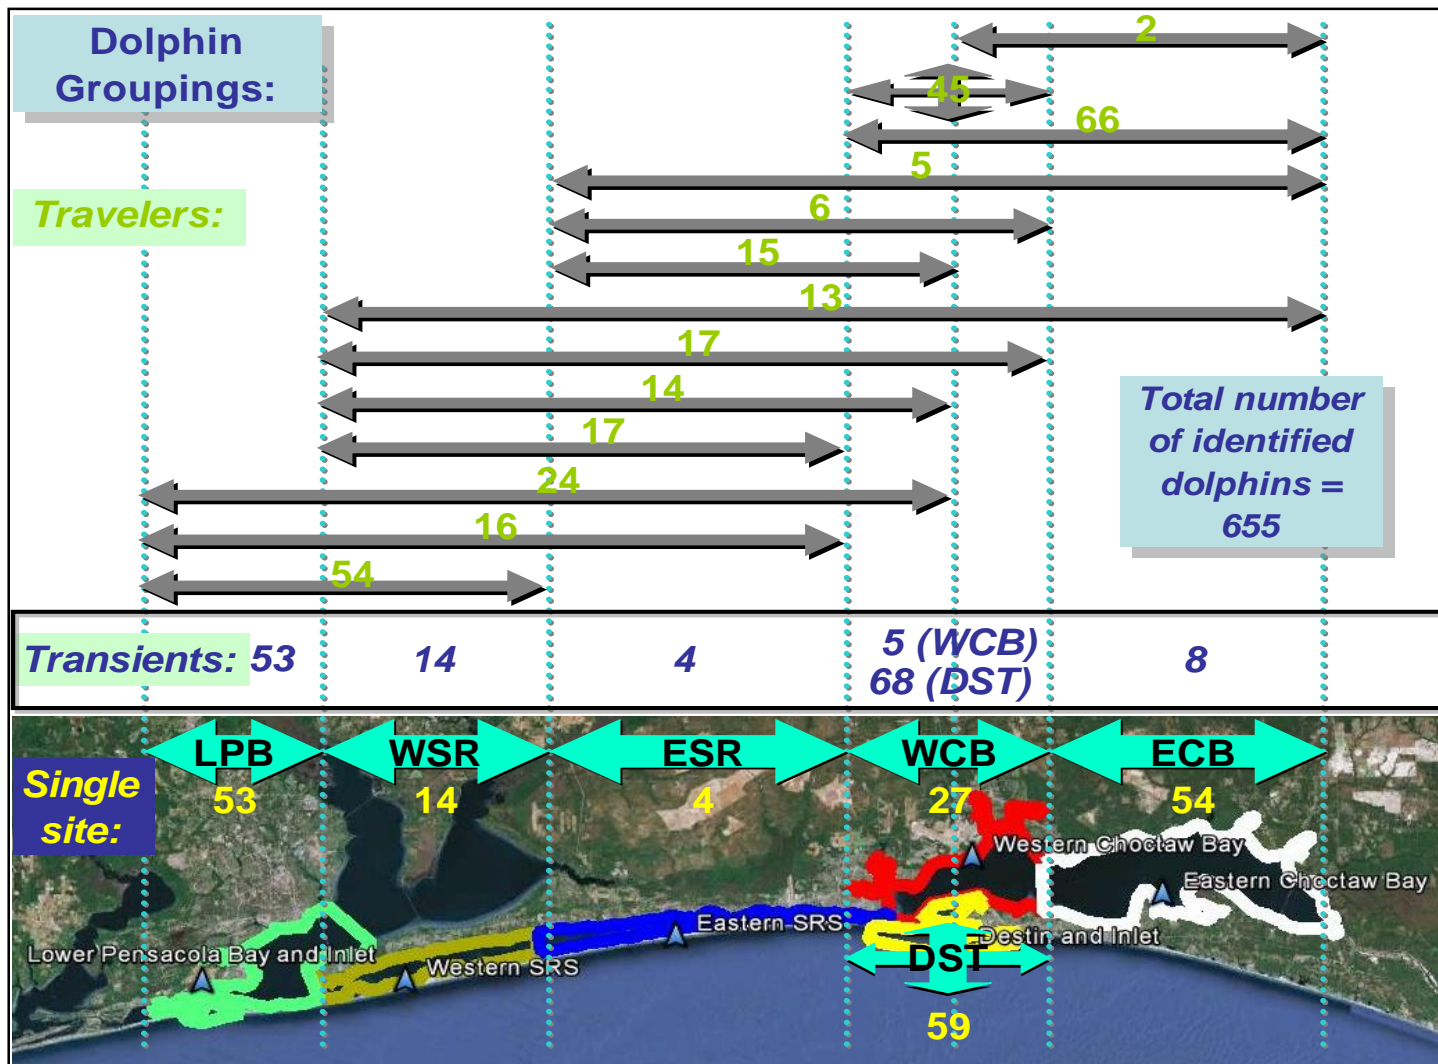 Dolphin
Groupings:
2
45
66
5
Travelers:
6
15
13
17
14
17
24
16
54
Total number
of identified
dolphins =
655
Transients: 53
14
4
5 (WCB)
68 (DST)
8
LPB
WSR
ESR
WCB
ECB
Single
site:
53
14
4
27
54
Western Choctaw Bay
Eastern Choctaw Bay
Eastern SRS
Destin and Inlet
Lower Pensacola Bay and Inlet
Western SRS
DST
59